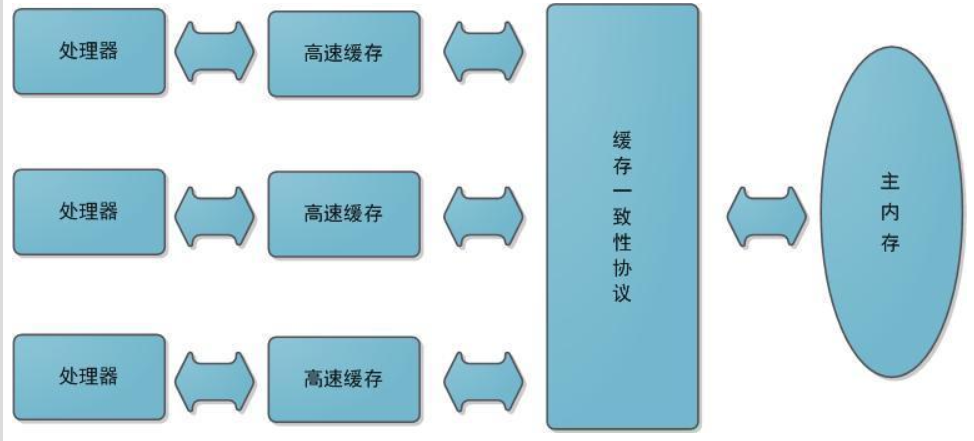 处理器
高速缓存
处理器
高速缓存
处理器
高速缓存
缓存一致性协议
主内存